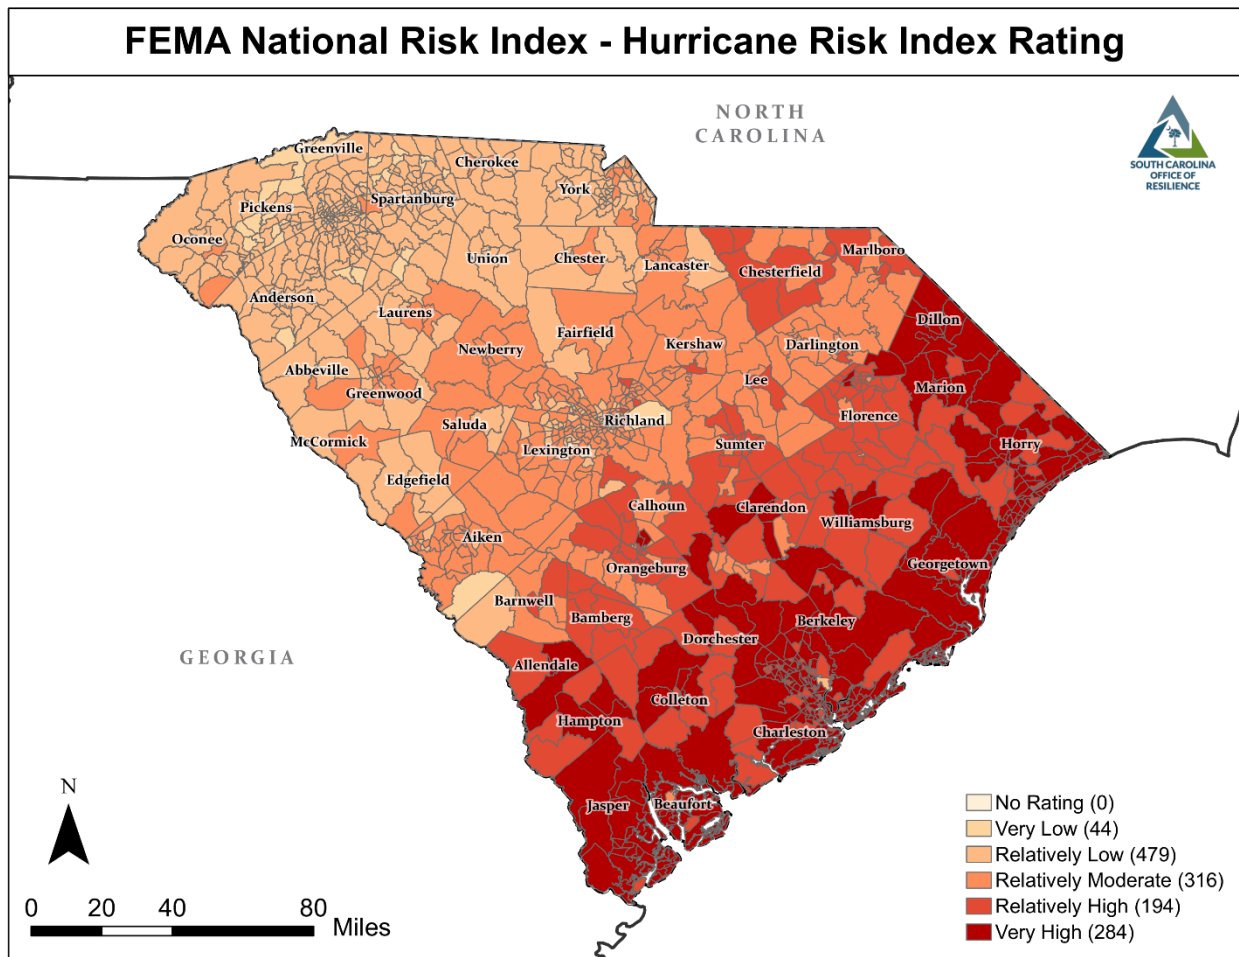 FEMA National Risk Index - Hurricane Risk Index Rating
NORTH
CAROLINA
SOUTH CAROLINA
OFFICE OF
RESILIENCE
Greenville
Cherokee
York
Pickens
Spartanburg
Oconee
Union
Chester
Lancaster
Chesterfield
Marlboro
Anderson
Laurens
Dillon
Fairfield
Kershaw
Darlington
Newberry
Abbeville
Lee
Marion
Greenwood
Saluda
Richland
Florence
McCormick
Lexington
Sumter
Horry
Edgefield
Calhoun
Clarendon
Williamsburg
Aiken
Orangeburg
Georgetown
Barnwell
Bamberg
Berkeley
Dorchester
GEORGIA
Allendale
Colleton
Hampton
Charleston
Jasper
Beaufort
N
0 20 40 80 Miles
No Rating (0)
Very Low (44)
Relatively Low (479)
Relatively Moderate (316)
Relatively High (194)
Very High (284)